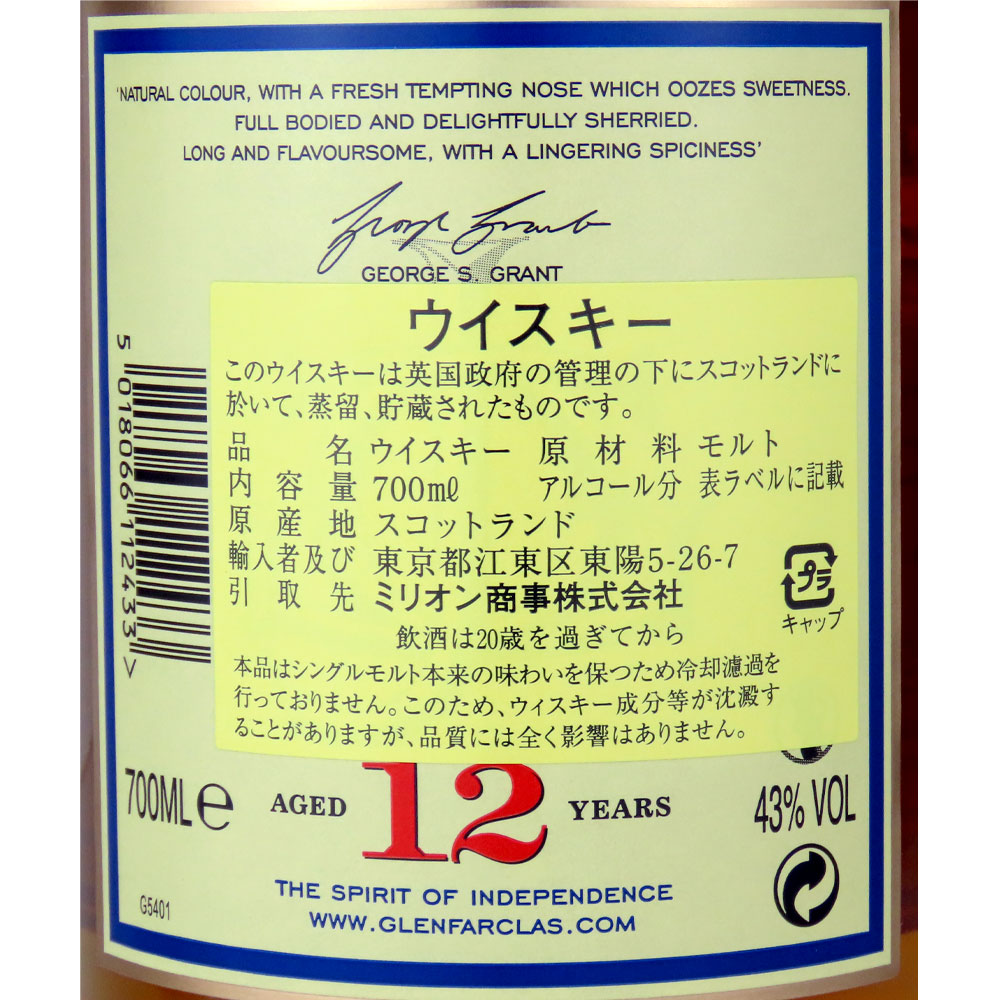 'NATURAL COLOUR, WITH A FRESH TEMPTING NOSE WHICH OOZES SWEETNESS.
FULL BODIED AND DELIGHTFULLY SHERRIED.
LONG AND FLAVOURSOME, WITH A LINGERING SPICINESS'
George Grant
GEORGE S. GRANT
ウイスキー
このウイスキーは英国政府の管理の下にスコットランドに
於いて、蒸留、貯蔵されたものです。
品名 ウイスキー 原材料 モルト
内容量 700mℓ アルコール分 表ラベルに記載
原産地 スコットランド
輸入者及び 東京都江東区東陽5-26-7
引取先 ミリオン商事株式会社
プラ
キャップ
飲酒は20歳を過ぎてから
本品はシングルモルト本来の味わいを保つため冷却濾過を
行っておりません。このため、ウィスキー成分等が沈澱す
ることがありますが、品質には全く影響はありません。
5 018066 112433 >
700ML e
AGED 12 YEARS
43% VOL
THE SPIRIT OF INDEPENDENCE
WWW.GLENFARCLAS.COM
G5401